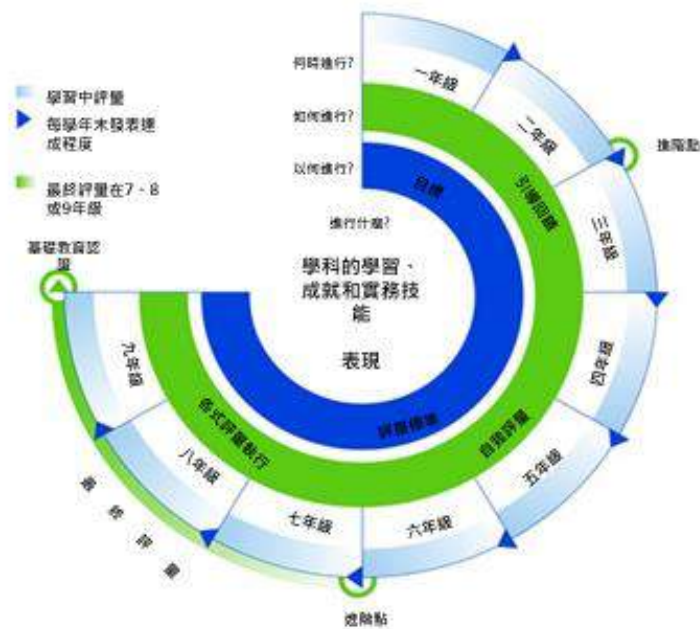 何時進行?
如何進行?
以何進行?
進行什麼?
學習中評量
每學年末發表達
成程度
最終評量在7、8
或9年級
基礎教育認
證
一年級
二年級
進階點
三年級
四年級
五年級
六年級
七年級
八年級
九年級
目標
引導回饋
自我評量
評量標準
各式評量執行
學科的學習、
成就和實務技
能
表現
最終評量
進階點